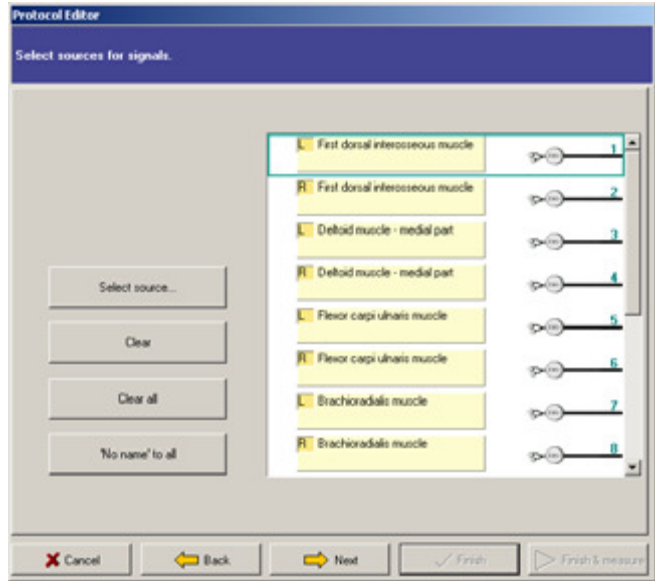 Protocol Editor
Select sources for signals.
L First dorsal interosseous muscle 1
R First dorsal interosseous muscle 2
L Deltoid muscle - medial part 3
R Deltoid muscle - medial part 4
L Flexor carpi ulnaris muscle 5
R Flexor carpi ulnaris muscle 6
L Brachioradialis muscle 7
R Brachioradialis muscle 8
Select source...
Clear
Clear all
'No name' to all
Cancel
Back
Next
Finish
Finish & measure